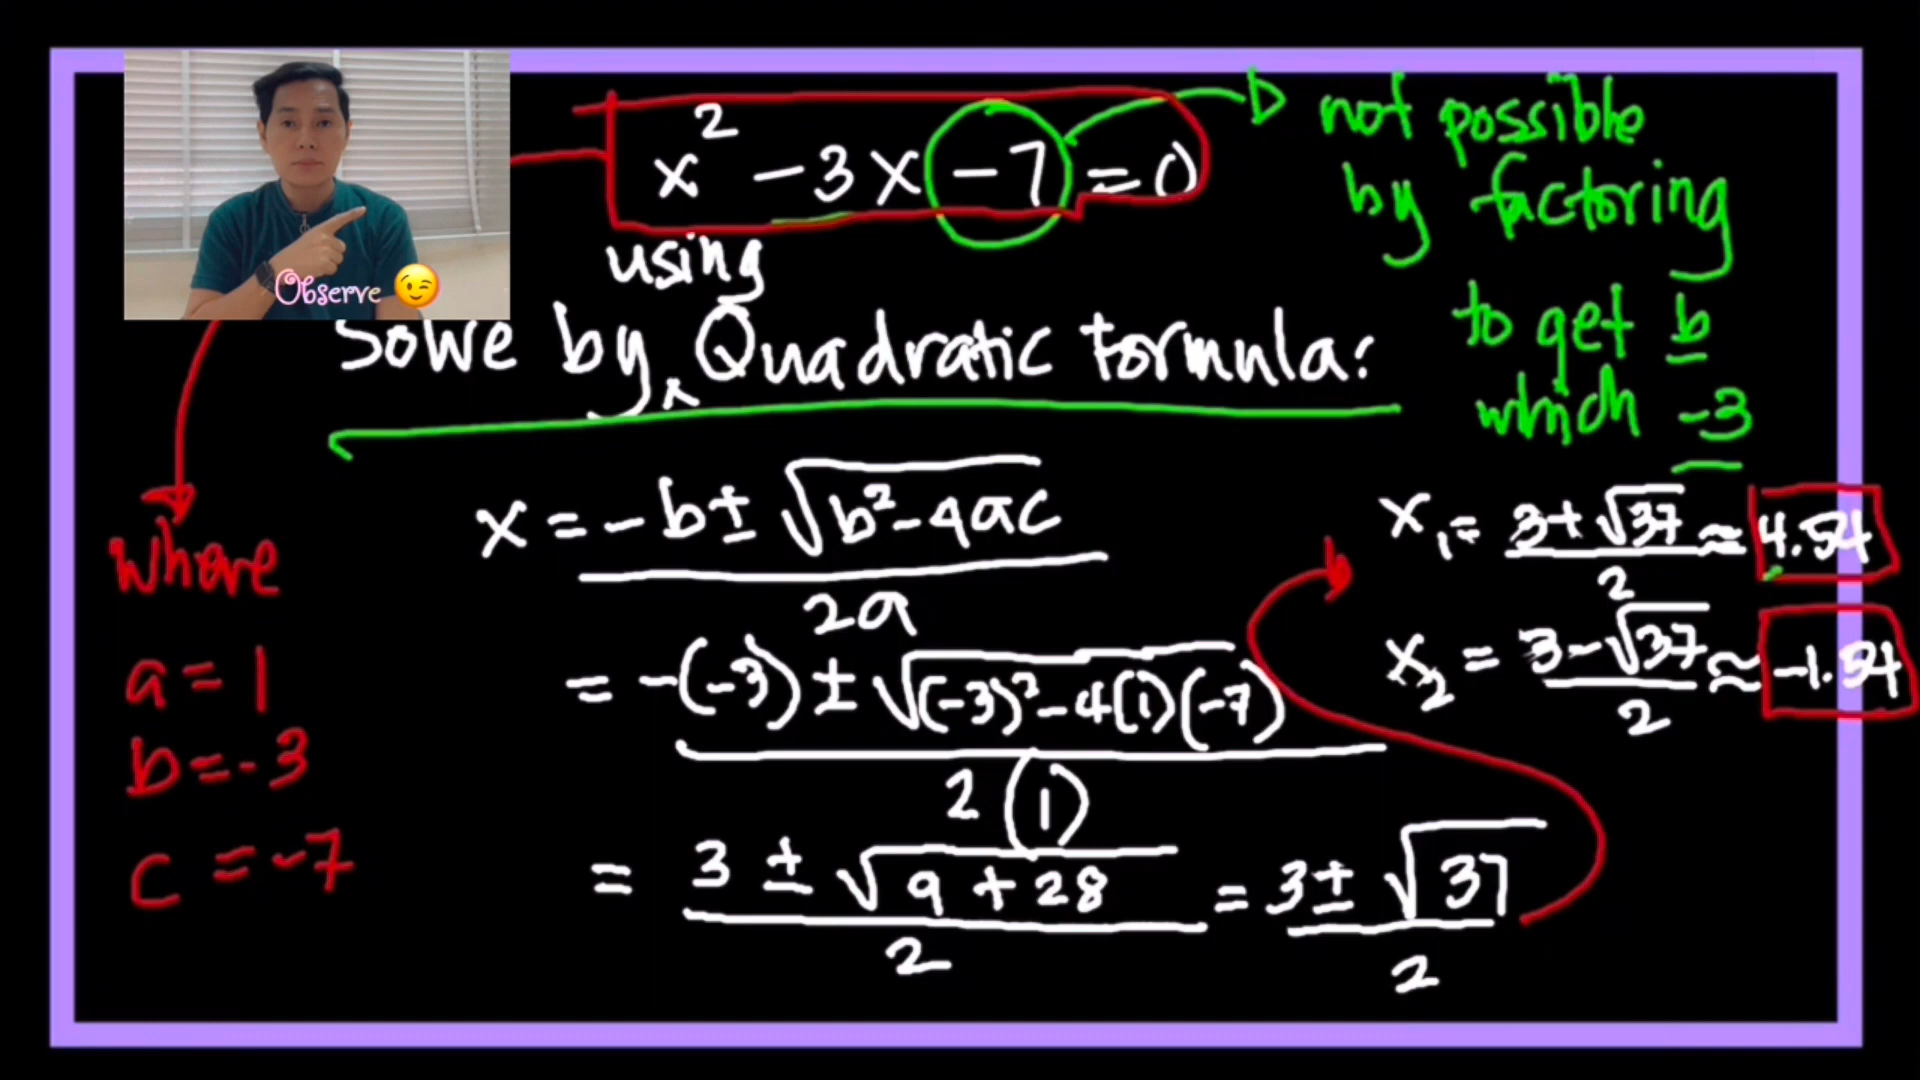 Observe 😉
x² -3x -7 = 0
not possible
by factoring
to get b
which -3
using
Solve by ^ Quadratic formula:
where
a = 1
b = -3
c = -7
x = -b ± √b² - 4ac
2a
= -(-3) ± √(-3)² - 4(1)(-7)
2(1)
= 3 ± √9 + 28 = 3 ± √37
2 2
x₁ = 3 + √37 ≈ 4.54
2
x₂ = 3 - √37 ≈ -1.54
2